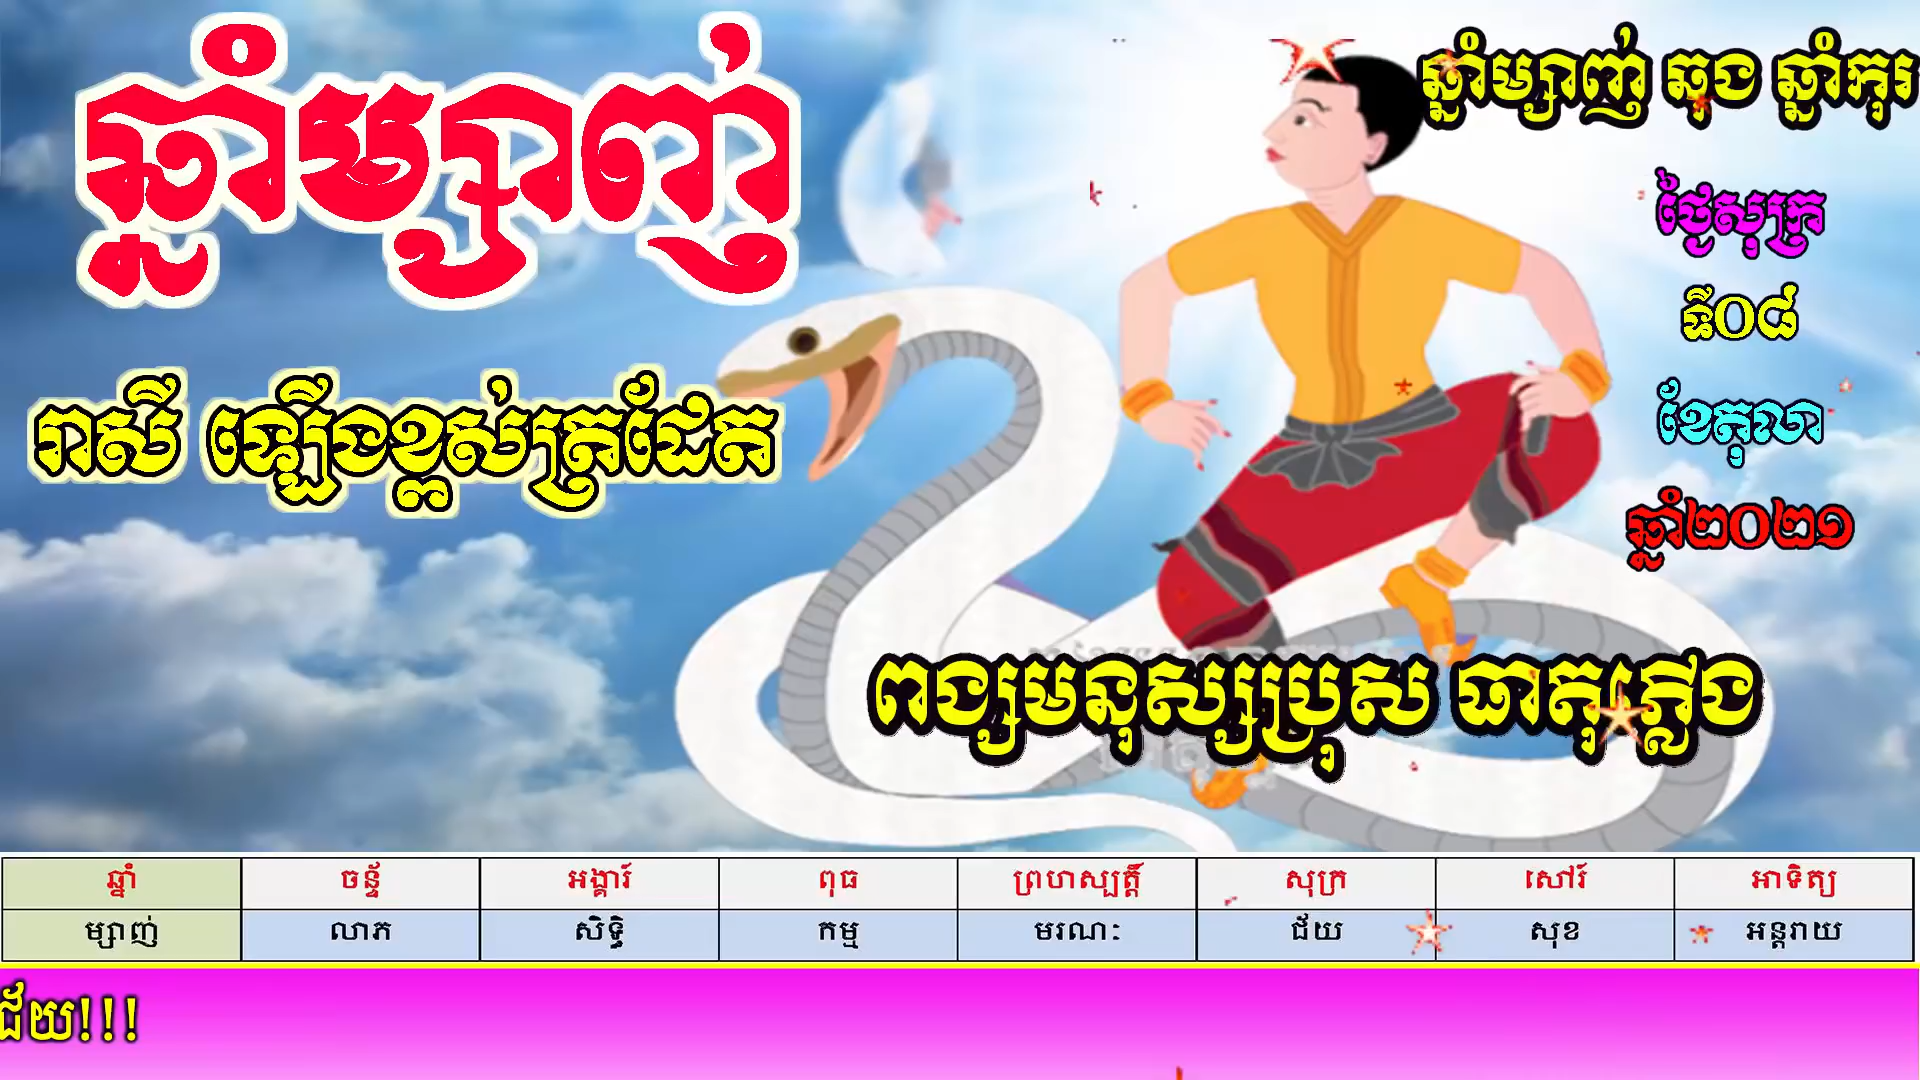 ឆ្នាំម្សាញ់
ឆ្នាំម្សាញ់ ឆុង ឆ្នាំកុរ
ថ្ងៃសុក្រ
ទី០៨
ខែតុលា
ឆ្នាំ២០២១
រាសី ឡើងខ្ពស់ត្រដែត
ពង្សមនុស្សប្រុស ធាតុភ្លើង
ឆ្នាំ ចន្ទ័ អង្គារ៍ ពុធ ព្រហស្បត្តិ៍ សុក្រ សៅរ៍ អាទិត្យ
ម្សាញ់ លាភ សិទ្ធិ កម្ម មរណៈ ជ័យ សុខ អន្តរាយ
ជ័យ!!!